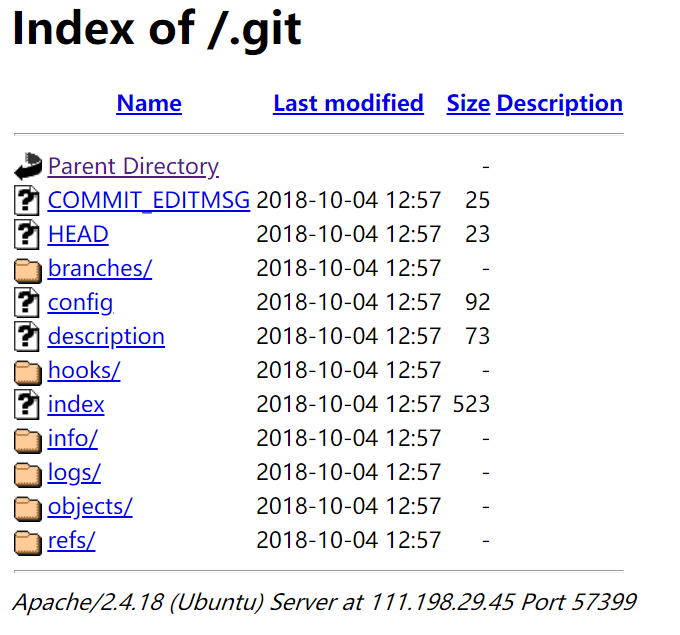 Index of /.git
Name Last modified Size Description
Parent Directory -
COMMIT_EDITMSG 2018-10-04 12:57 25
HEAD 2018-10-04 12:57 23
branches/ 2018-10-04 12:57 -
config 2018-10-04 12:57 92
description 2018-10-04 12:57 73
hooks/ 2018-10-04 12:57 -
index 2018-10-04 12:57 523
info/ 2018-10-04 12:57 -
logs/ 2018-10-04 12:57 -
objects/ 2018-10-04 12:57 -
refs/ 2018-10-04 12:57 -
Apache/2.4.18 (Ubuntu) Server at 111.198.29.45 Port 57399